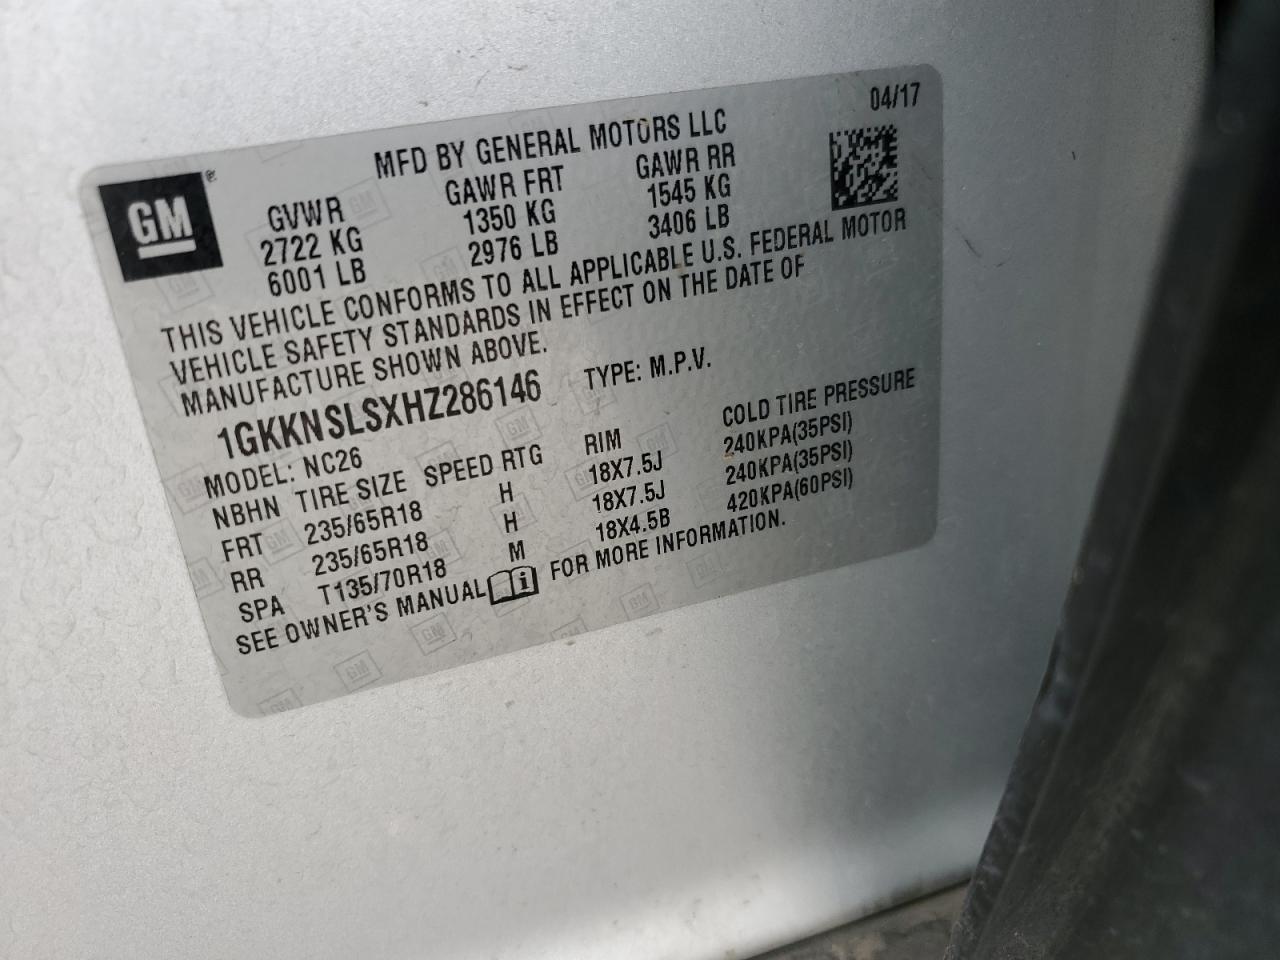 04/17
MFD BY GENERAL MOTORS LLC
GM®
GVWR GAWR FRT GAWR RR
2722 KG 1350 KG 1545 KG
6001 LB 2976 LB 3406 LB
THIS VEHICLE CONFORMS TO ALL APPLICABLE U.S. FEDERAL MOTOR
VEHICLE SAFETY STANDARDS IN EFFECT ON THE DATE OF
MANUFACTURE SHOWN ABOVE.
1GKKNSLSXHZ286146 TYPE: M.P.V.
MODEL: NC26
NBHN TIRE SIZE SPEED RTG RIM COLD TIRE PRESSURE
FRT 235/65R18 H 18X7.5J 240KPA(35PSI)
RR 235/65R18 H 18X7.5J 240KPA(35PSI)
SPA T135/70R18 M 18X4.5B 420KPA(60PSI)
SEE OWNER'S MANUAL i FOR MORE INFORMATION.